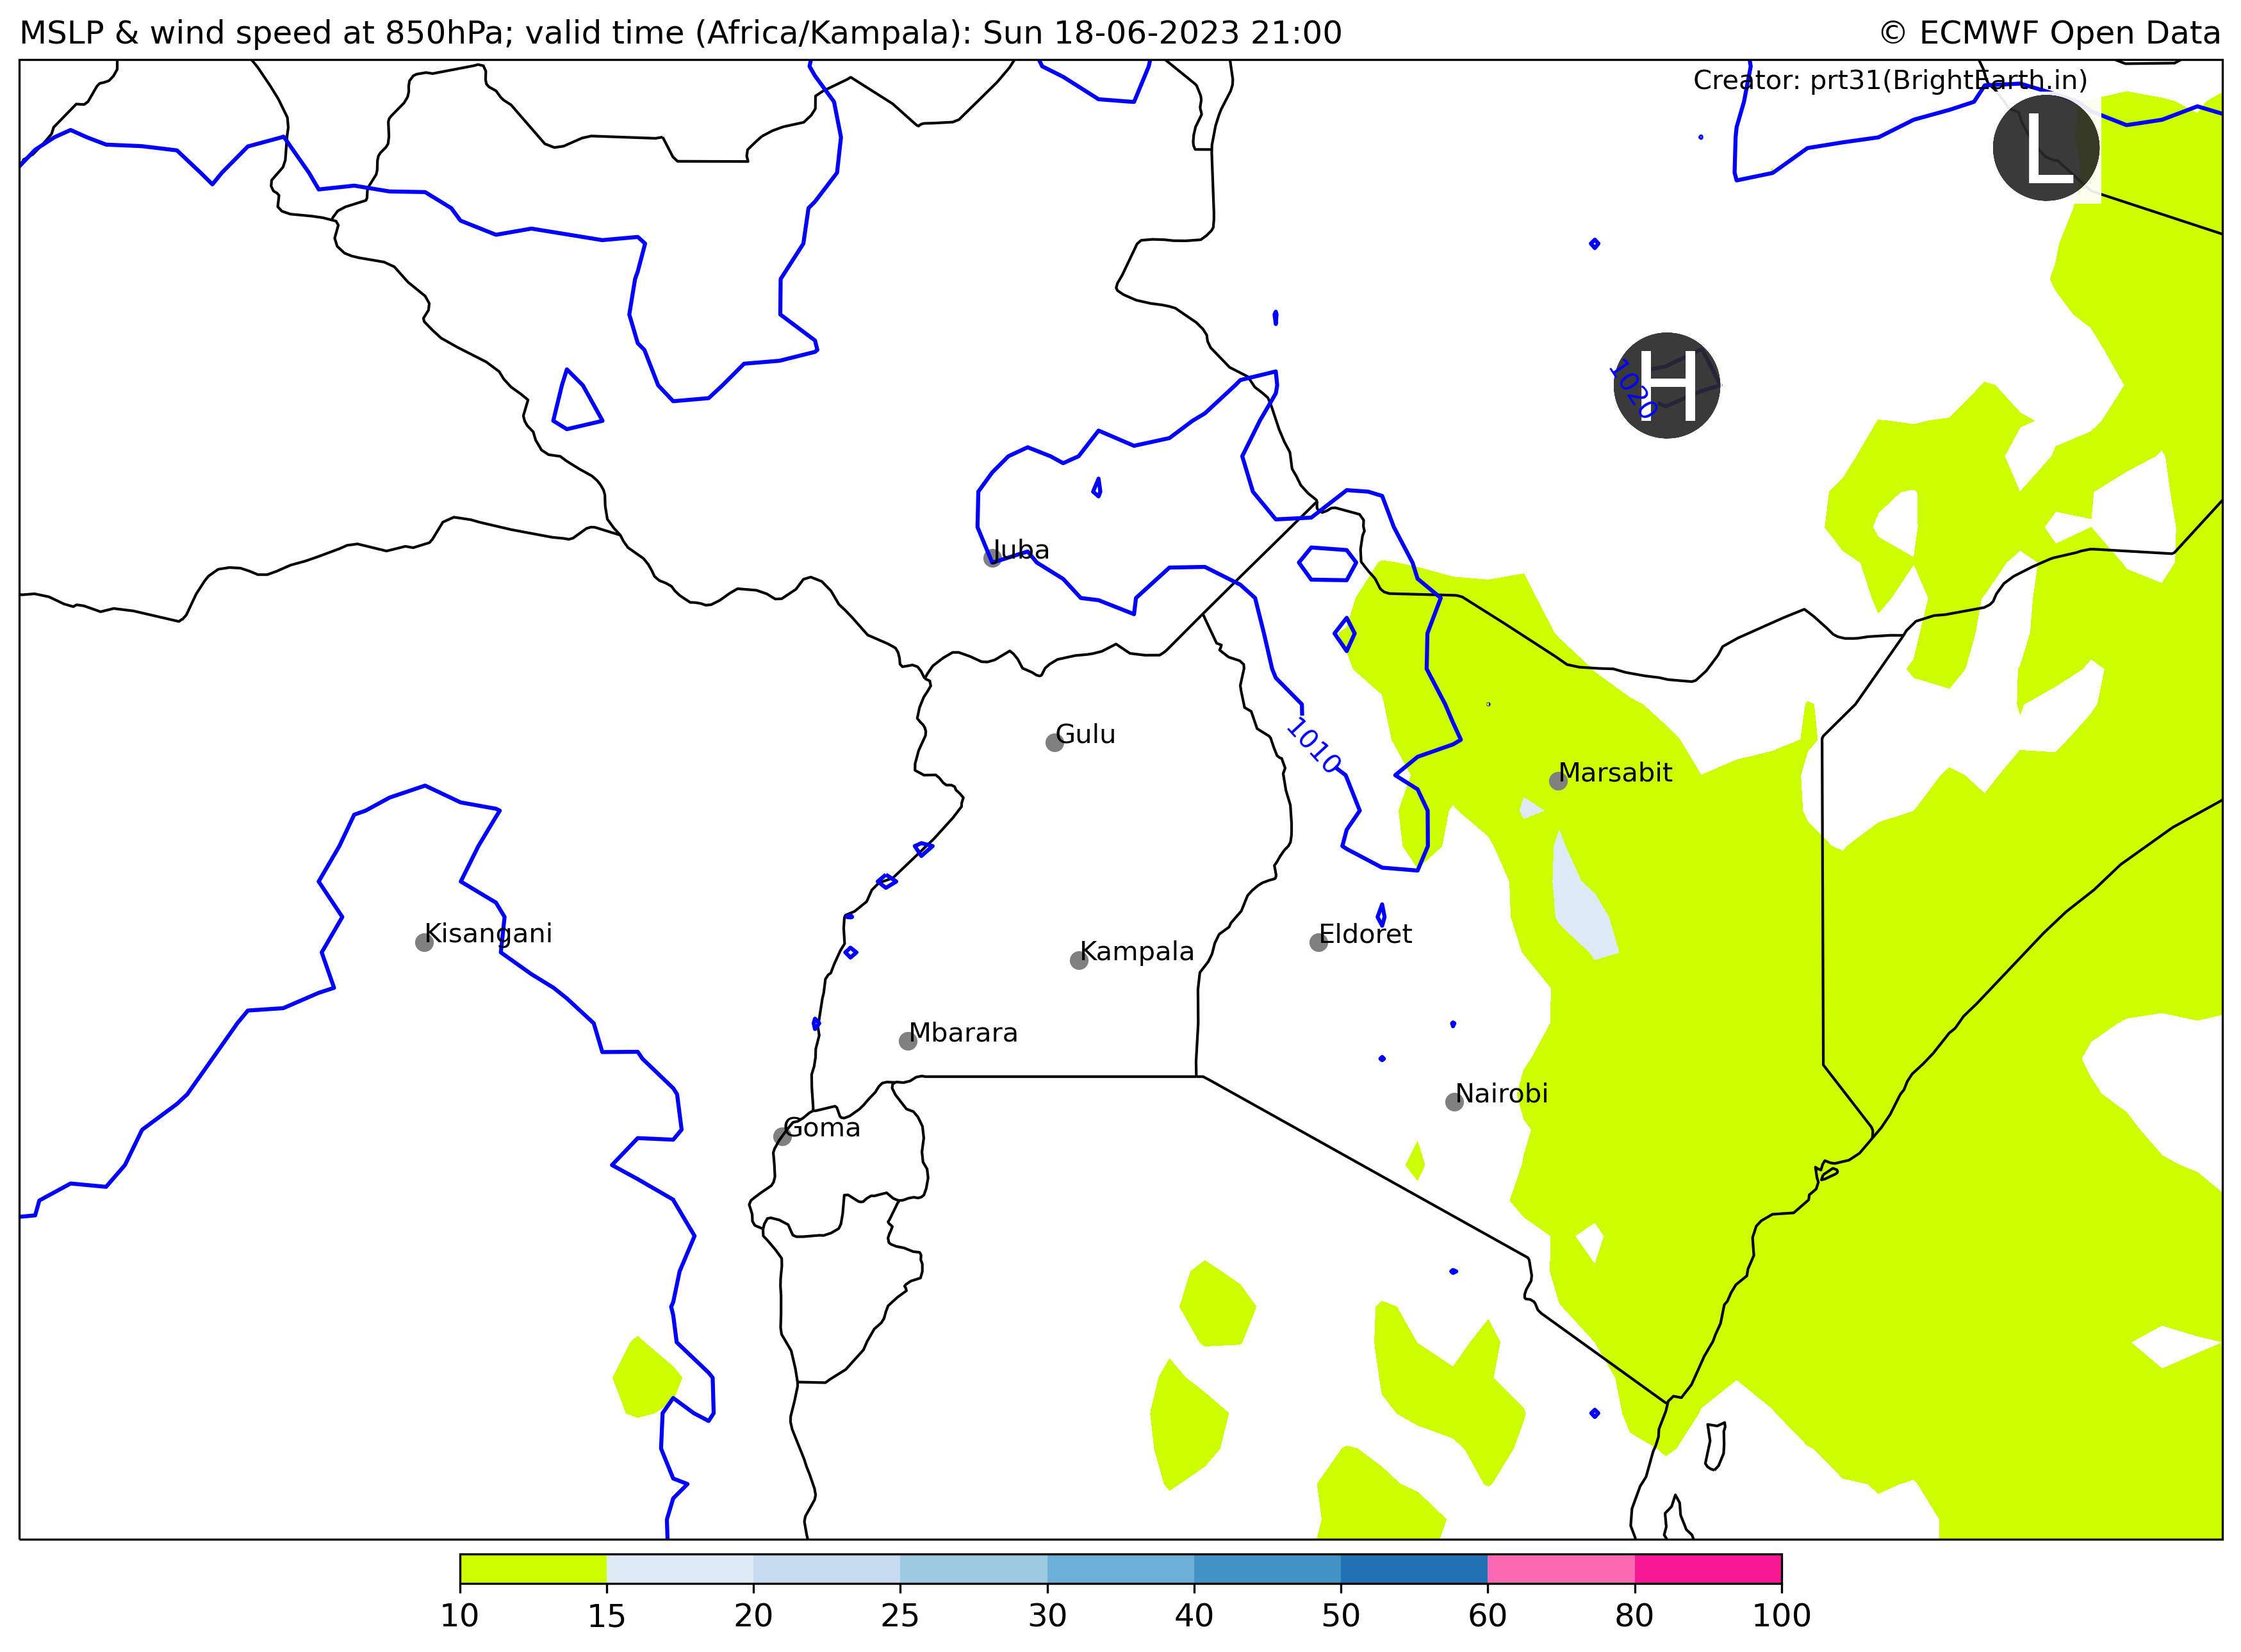 MSLP & wind speed at 850hPa; valid time (Africa/Kampala): Sun 18-06-2023 21:00
© ECMWF Open Data
Creator: prt31(BrightEarth.in)
L
H
1020
Juba
Gulu
1010
Marsabit
Kisangani
Eldoret
Kampala
Mbarara
Nairobi
Goma
10 15 20 25 30 40 50 60 80 100